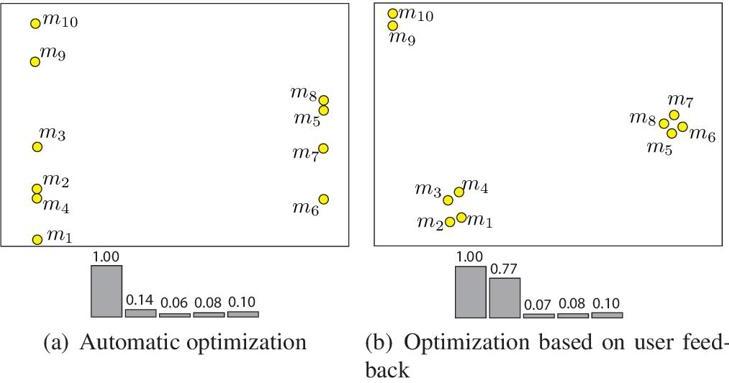 m10
m9
m3
m2
m4
m1
m8
m5
m7
m6
1.00
0.14 0.06 0.08 0.10
(a) Automatic optimization
m10
m9
m7
m8
m6
m5
m3 m4
m2 m1
1.00
0.77
0.07 0.08 0.10
(b) Optimization based on user feed-
back